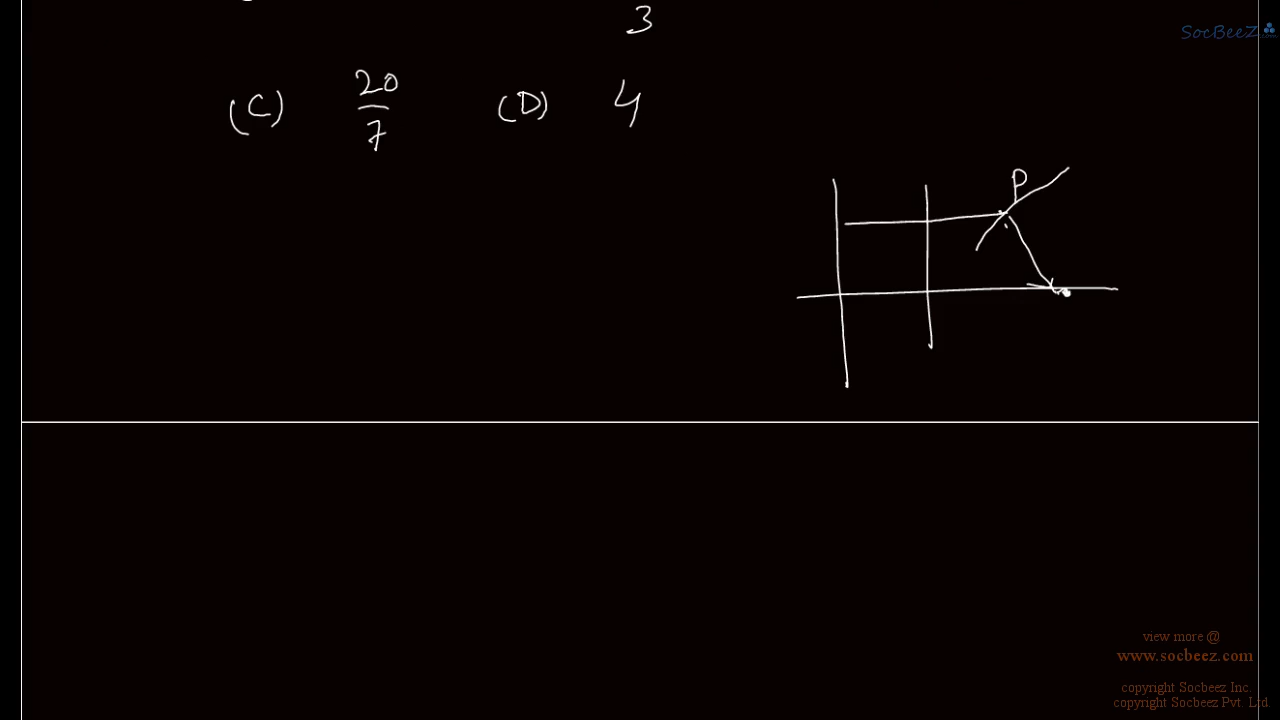 3
SocBeeZ
(C) 20/7 (D) 4
P
view more @
www.socbeez.com
copyright Socbeez Inc.
copyright Socbeez Pvt. Ltd.